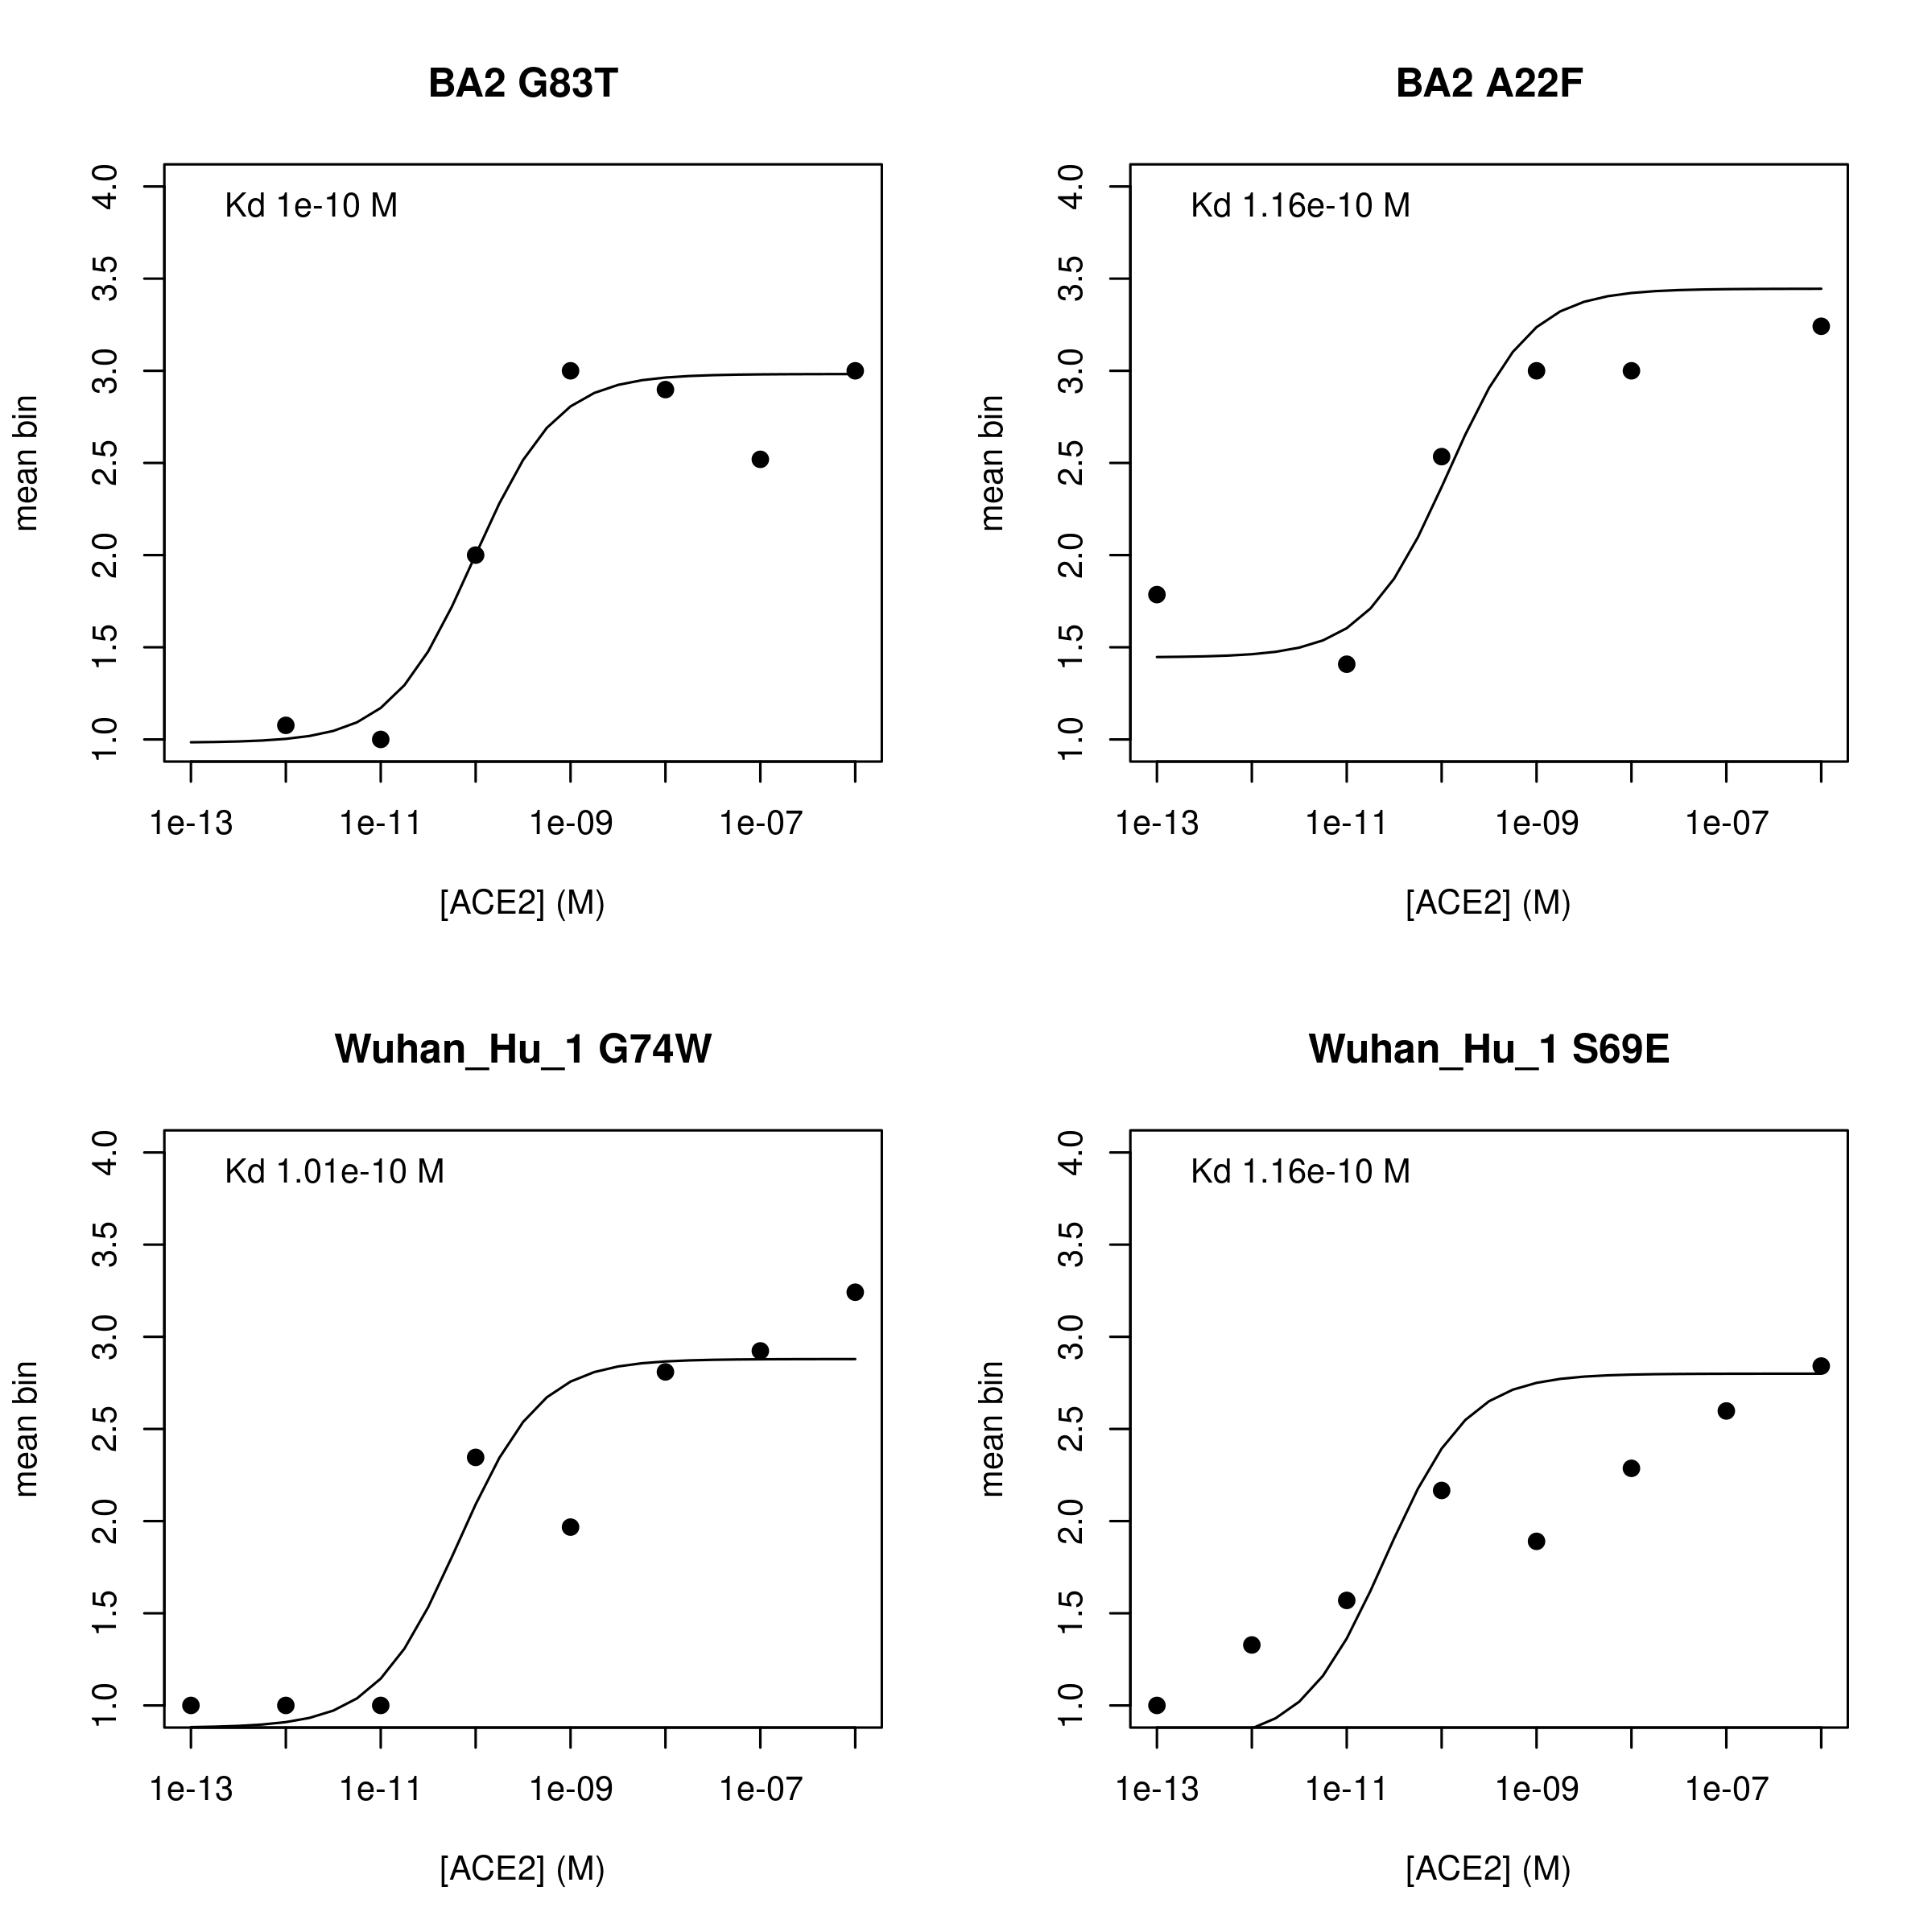 BA2 G83T
Kd 1e-10 M
mean bin
4.0
3.5
3.0
2.5
2.0
1.5
1.0
1e-13 1e-11 1e-09 1e-07
[ACE2] (M)
BA2 A22F
Kd 1.16e-10 M
mean bin
4.0
3.5
3.0
2.5
2.0
1.5
1.0
1e-13 1e-11 1e-09 1e-07
[ACE2] (M)
Wuhan_Hu_1 G74W
Kd 1.01e-10 M
mean bin
4.0
3.5
3.0
2.5
2.0
1.5
1.0
1e-13 1e-11 1e-09 1e-07
[ACE2] (M)
Wuhan_Hu_1 S69E
Kd 1.16e-10 M
mean bin
4.0
3.5
3.0
2.5
2.0
1.5
1.0
1e-13 1e-11 1e-09 1e-07
[ACE2] (M)